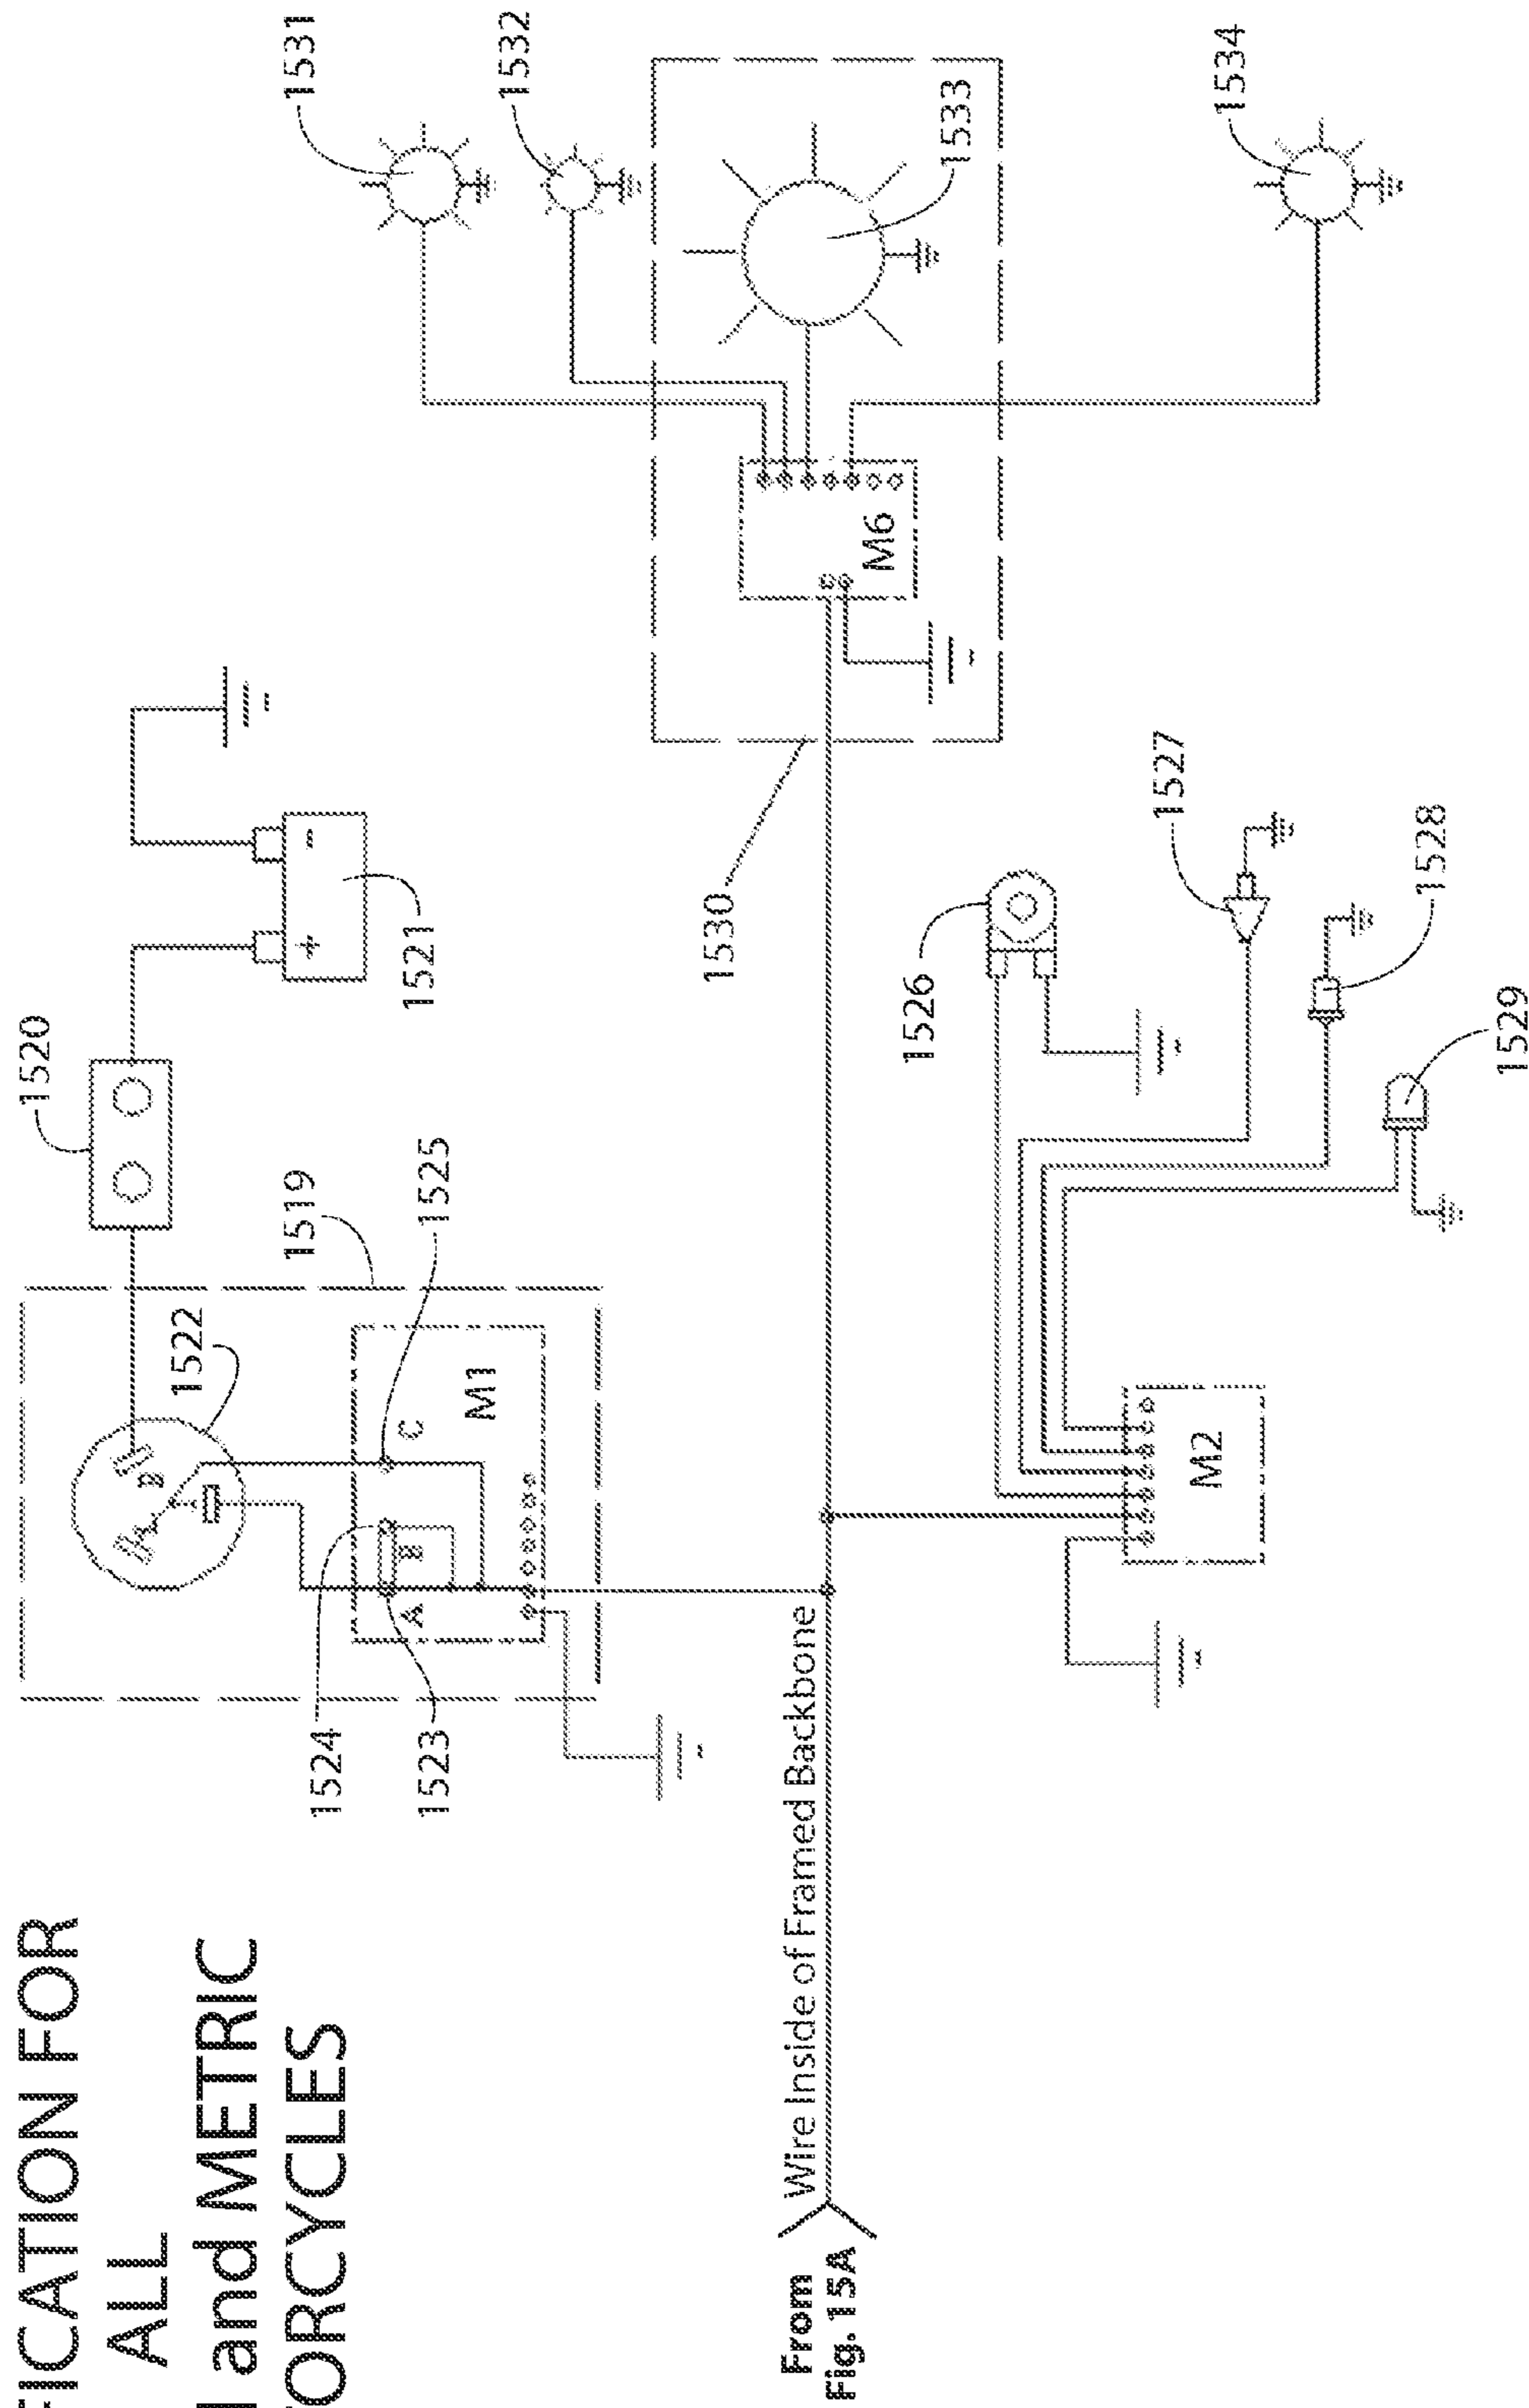 FICATION FOR
ALL
and METRIC
ORCYCLES
1520
1521
1519
1522
1525
1524
1523
+
-
B
A
B
C
M1
From
Fig. 15A
Wire Inside of Framed Backbone
1530
M6
1531
1532
1533
1534
1526
1527
1528
1529
M2